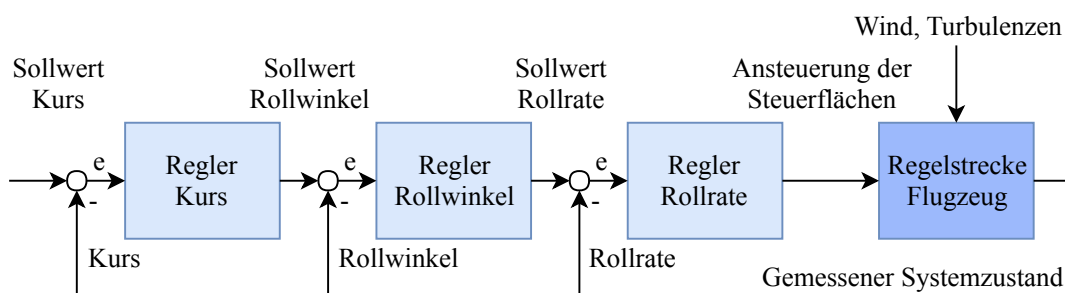 Wind, Turbulenzen
Sollwert
Kurs
Sollwert
Rollwinkel
Sollwert
Rollrate
Ansteuerung der
Steuerflächen
e
Regler
Kurs
e
Regler
Rollwinkel
e
Regler
Rollrate
Regelstrecke
Flugzeug
-
-
-
Kurs
Rollwinkel
Rollrate
Gemessener Systemzustand